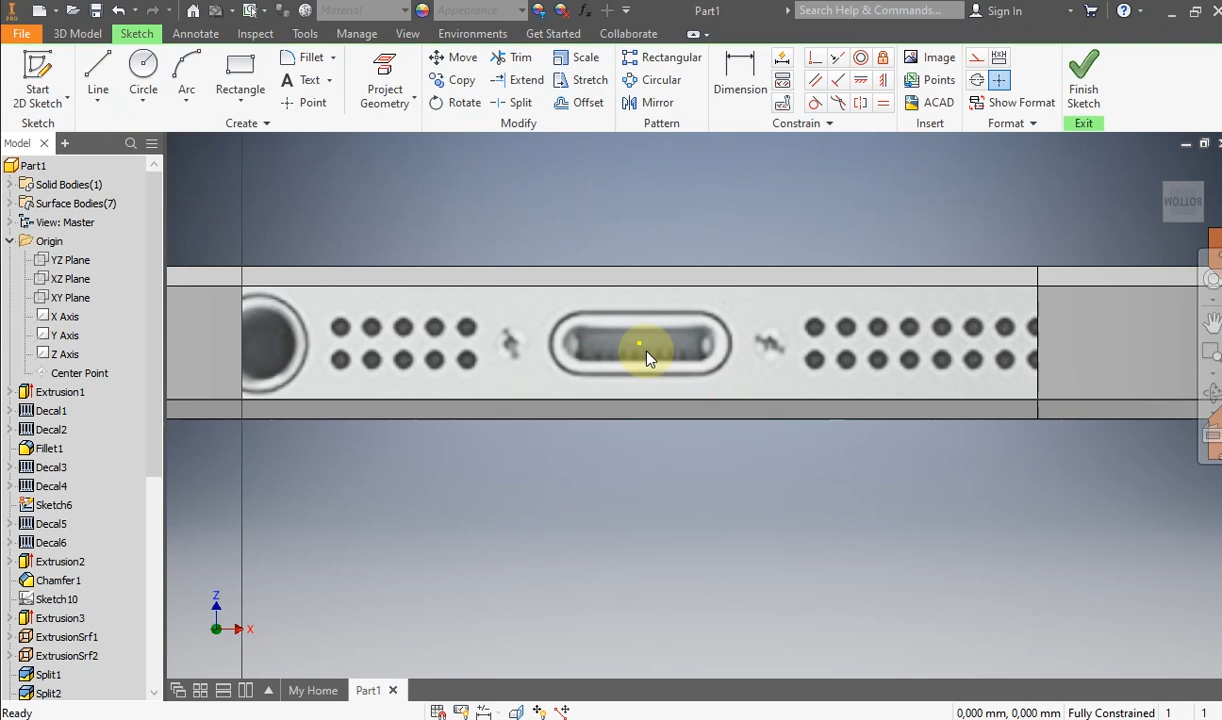 PRO Material Appearance fx Part1 Search Help & Commands... Sign In
File 3D Model Sketch Annotate Inspect Tools Manage View Environments Get Started Collaborate
Start 2D Sketch Line Circle Arc Rectangle Fillet Text Point Project Geometry Move Copy Rotate Trim Extend Split Scale Stretch Offset Rectangular Circular Mirror Dimension Image Points ACAD Show Format Finish Sketch
Sketch Create Modify Pattern Constrain Insert Format Exit
Model
Part1
Solid Bodies(1)
Surface Bodies(7)
View: Master
Origin
YZ Plane
XZ Plane
XY Plane
X Axis
Y Axis
Z Axis
Center Point
Extrusion1
Decal1
Decal2
Fillet1
Decal3
Decal4
Sketch6
Decal5
Decal6
Extrusion2
Chamfer1
Sketch10
Extrusion3
ExtrusionSrf1
ExtrusionSrf2
Split1
Split2
BOTTOM
Z
X
My Home Part1
Ready 0,000 mm, 0,000 mm Fully Constrained 1 1